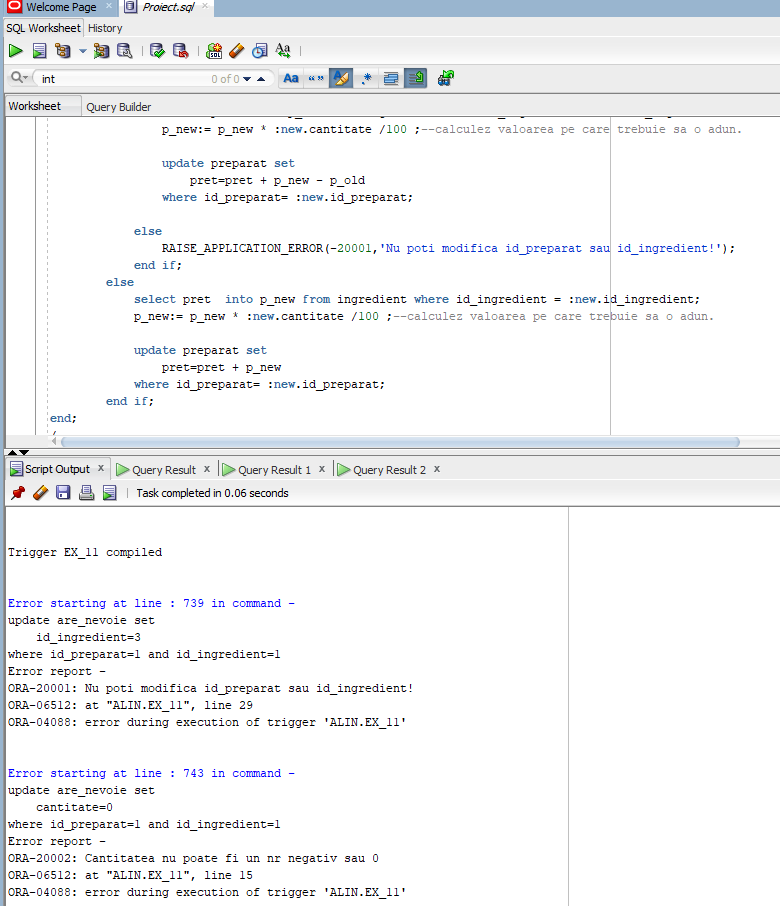 Welcome Page
Proiect.sql
SQL Worksheet History
Aa
int
0 of 0
Aa
Worksheet
Query Builder
p_new:= p_new * :new.cantitate /100 ;--calculez valoarea pe care trebuie sa o adun.
update preparat set
pret=pret + p_new - p_old
where id_preparat= :new.id_preparat;
else
RAISE_APPLICATION_ERROR(-20001,'Nu poti modifica id_preparat sau id_ingredient!');
end if;
else
select pret  into p_new from ingredient where id_ingredient = :new.id_ingredient;
p_new:= p_new * :new.cantitate /100 ;--calculez valoarea pe care trebuie sa o adun.
update preparat set
pret=pret + p_new
where id_preparat= :new.id_preparat;
end if;
end;
/
Script Output x Query Result x Query Result 1 x Query Result 2 x
Task completed in 0.06 seconds
Trigger EX_11 compiled
Error starting at line : 739 in command -
update are_nevoie set
id_ingredient=3
where id_preparat=1 and id_ingredient=1
Error report -
ORA-20001: Nu poti modifica id_preparat sau id_ingredient!
ORA-06512: at "ALIN.EX_11", line 29
ORA-04088: error during execution of trigger 'ALIN.EX_11'
Error starting at line : 743 in command -
update are_nevoie set
cantitate=0
where id_preparat=1 and id_ingredient=1
Error report -
ORA-20002: Cantitatea nu poate fi un nr negativ sau 0
ORA-06512: at "ALIN.EX_11", line 15
ORA-04088: error during execution of trigger 'ALIN.EX_11'